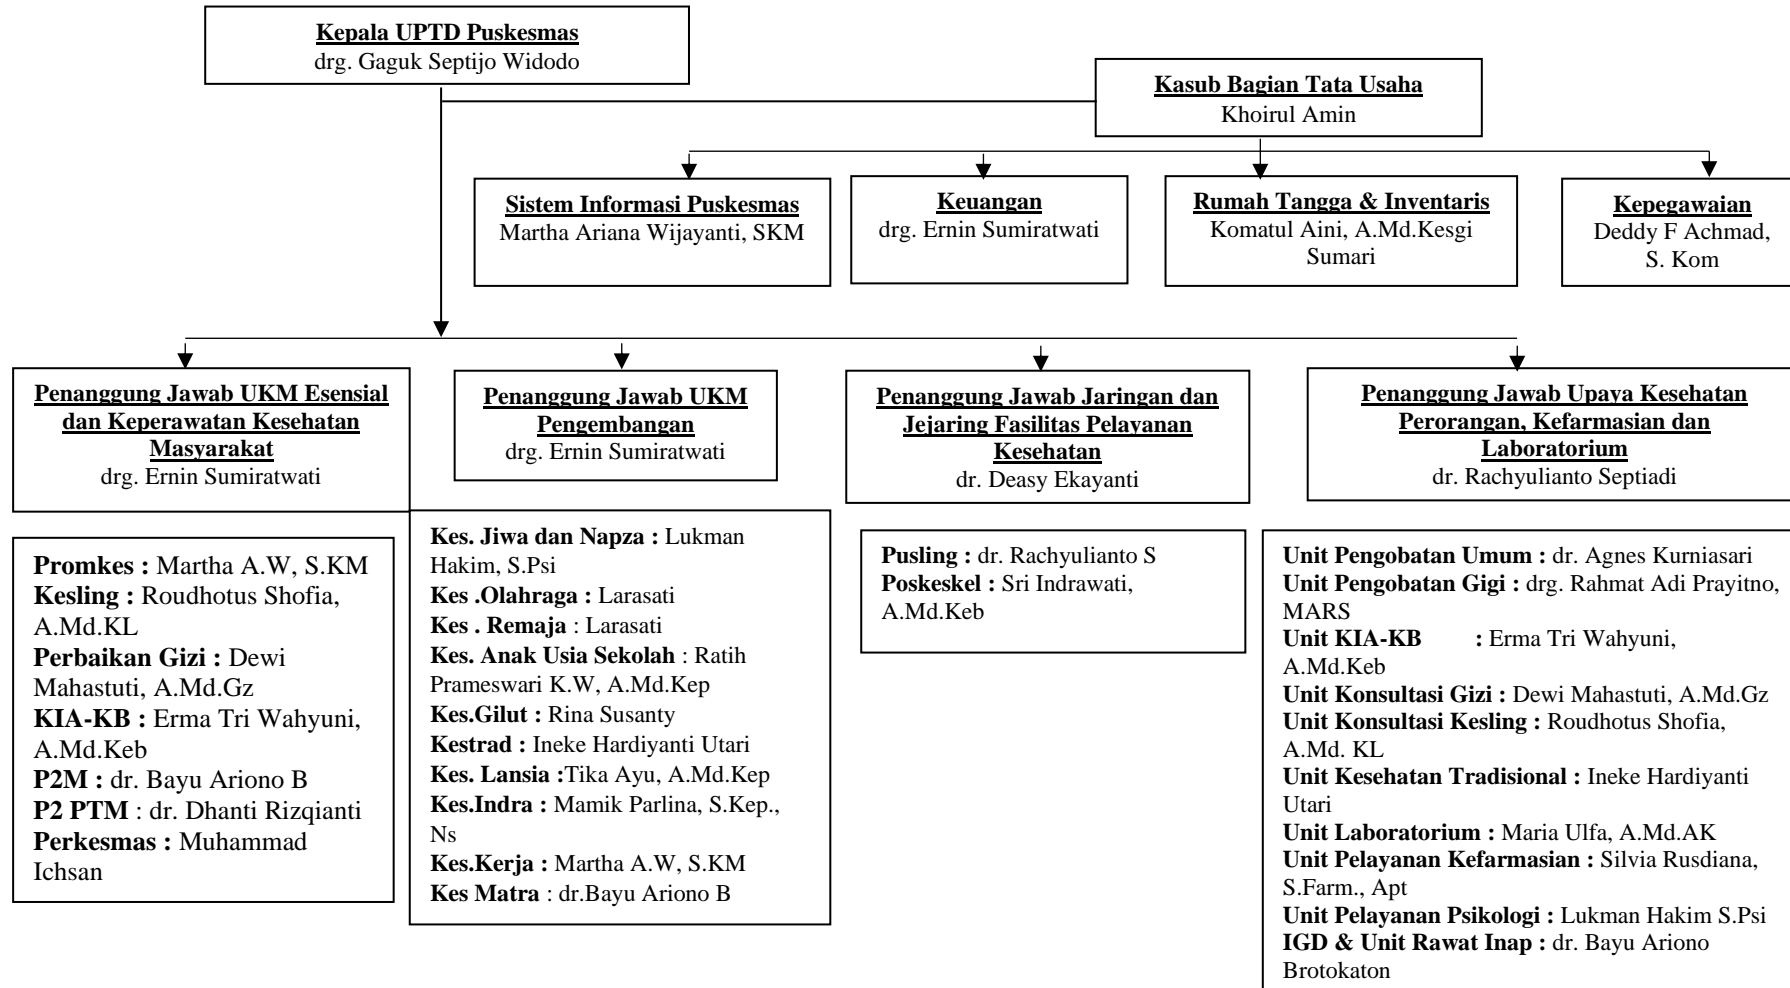 Kepala UPTD Puskesmas
drg. Gaguk Septijo Widodo
Kasub Bagian Tata Usaha
Khoirul Amin
Sistem Informasi Puskesmas
Martha Ariana Wijayanti, SKM
Keuangan
drg. Ernin Sumiratwati
Rumah Tangga & Inventaris
Komatul Aini, A.Md.Kesgi
Sumari
Kepegawaian
Deddy F Achmad,
S. Kom
Penanggung Jawab UKM Esensial
dan Keperawatan Kesehatan
Masyarakat
drg. Ernin Sumiratwati
Penanggung Jawab UKM
Pengembangan
drg. Ernin Sumiratwati
Penanggung Jawab Jaringan dan
Jejaring Fasilitas Pelayanan
Kesehatan
dr. Deasy Ekayanti
Penanggung Jawab Upaya Kesehatan
Perorangan, Kefarmasian dan
Laboratorium
dr. Rachyulianto Septiadi
Promkes : Martha A.W, S.KM
Kesling : Roudhotus Shofia,
A.Md.KL
Perbaikan Gizi : Dewi
Mahastuti, A.Md.Gz
KIA-KB : Erma Tri Wahyuni,
A.Md.Keb
P2M : dr. Bayu Ariono B
P2 PTM : dr. Dhanti Rizqianti
Perkesmas : Muhammad
Ichsan
Kes. Jiwa dan Napza : Lukman
Hakim, S.Psi
Kes .Olahraga : Larasati
Kes . Remaja : Larasati
Kes. Anak Usia Sekolah : Ratih
Prameswari K.W, A.Md.Kep
Kes.Gilut : Rina Susanty
Kestrad : Ineke Hardiyanti Utari
Kes. Lansia :Tika Ayu, A.Md.Kep
Kes.Indra : Mamik Parlina, S.Kep.,
Ns
Kes.Kerja : Martha A.W, S.KM
Kes Matra : dr.Bayu Ariono B
Pusling : dr. Rachyulianto S
Poskeskel : Sri Indrawati,
A.Md.Keb
Unit Pengobatan Umum : dr. Agnes Kurniasari
Unit Pengobatan Gigi : drg. Rahmat Adi Prayitno,
MARS
Unit KIA-KB : Erma Tri Wahyuni,
A.Md.Keb
Unit Konsultasi Gizi : Dewi Mahastuti, A.Md.Gz
Unit Konsultasi Kesling : Roudhotus Shofia,
A.Md. KL
Unit Kesehatan Tradisional : Ineke Hardiyanti
Utari
Unit Laboratorium : Maria Ulfa, A.Md.AK
Unit Pelayanan Kefarmasian : Silvia Rusdiana,
S.Farm., Apt
Unit Pelayanan Psikologi : Lukman Hakim S.Psi
IGD & Unit Rawat Inap : dr. Bayu Ariono
Brotokaton